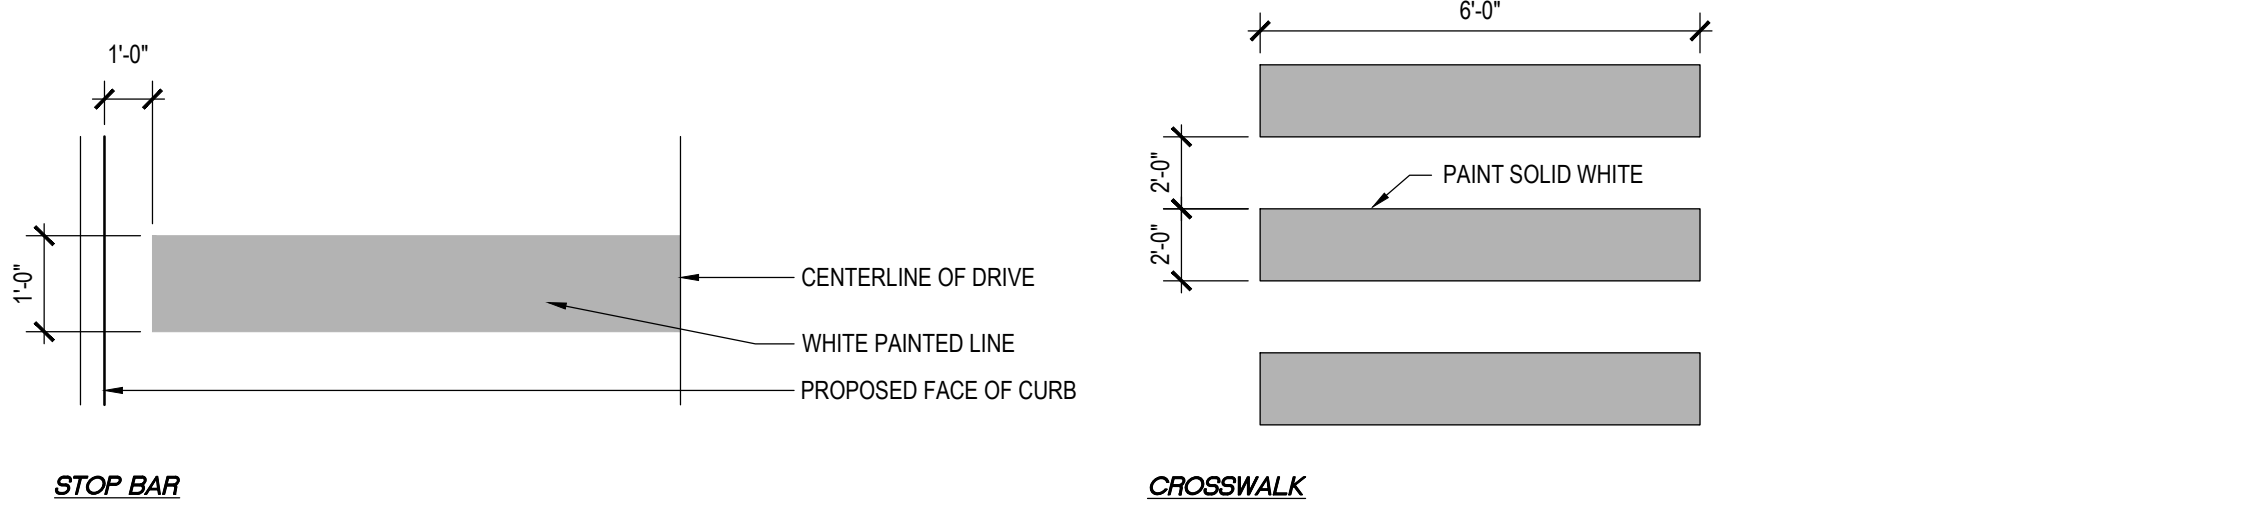 1'-0"
1'-0"
CENTERLINE OF DRIVE
WHITE PAINTED LINE
PROPOSED FACE OF CURB
STOP BAR
6'-0"
2'-0"
PAINT SOLID WHITE
2'-0"
CROSSWALK